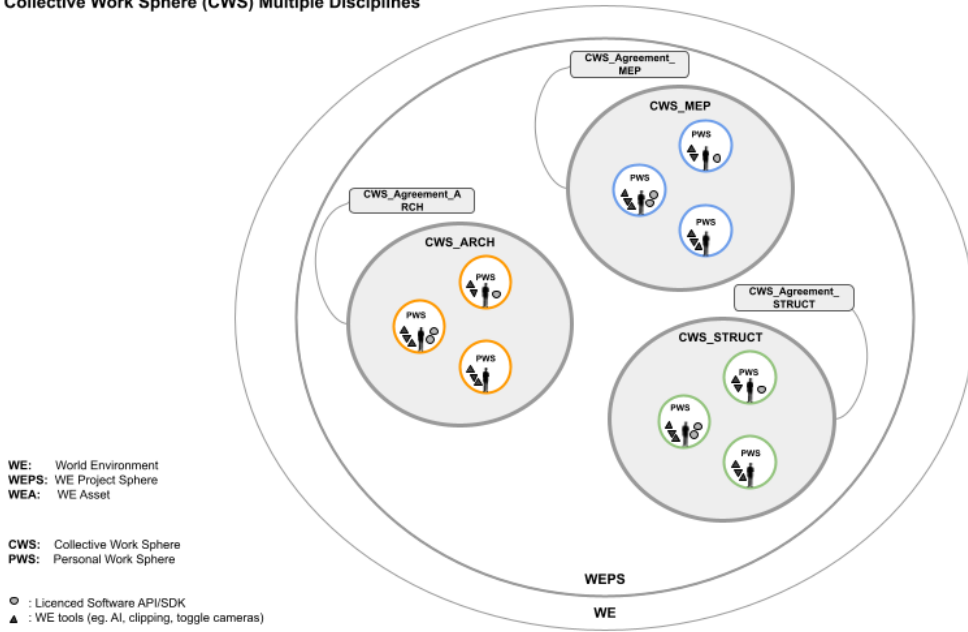 Collective Work Sphere (CWS) Multiple Disciplines
CWS_Agreement_
MEP
CWS_MEP
PWS
PWS
PWS
CWS_Agreement_A
RCH
CWS_ARCH
PWS
PWS
PWS
CWS_Agreement_
STRUCT
CWS_STRUCT
PWS
PWS
PWS
WE: World Environment
WEPS: WE Project Sphere
WEA: WE Asset
CWS: Collective Work Sphere
PWS: Personal Work Sphere
: Licenced Software API/SDK
: WE tools (eg. AI, clipping, toggle cameras)
WEPS
WE